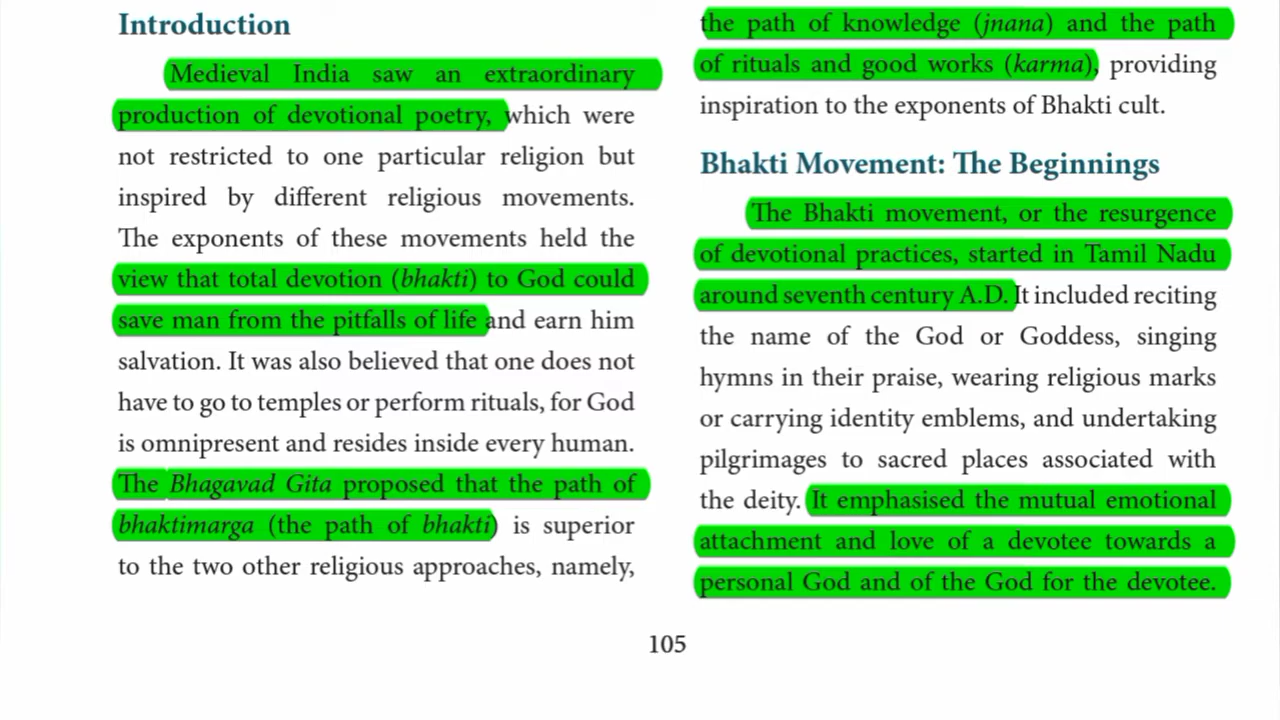 Introduction
Medieval India saw an extraordinary
production of devotional poetry, which were
not restricted to one particular religion but
inspired by different religious movements.
The exponents of these movements held the
view that total devotion (bhakti) to God could
save man from the pitfalls of life and earn him
salvation. It was also believed that one does not
have to go to temples or perform rituals, for God
is omnipresent and resides inside every human.
The Bhagavad Gita proposed that the path of
bhaktimarga (the path of bhakti) is superior
to the two other religious approaches, namely,
the path of knowledge (jnana) and the path
of rituals and good works (karma), providing
inspiration to the exponents of Bhakti cult.
Bhakti Movement: The Beginnings
The Bhakti movement, or the resurgence
of devotional practices, started in Tamil Nadu
around seventh century A.D. It included reciting
the name of the God or Goddess, singing
hymns in their praise, wearing religious marks
or carrying identity emblems, and undertaking
pilgrimages to sacred places associated with
the deity. It emphasised the mutual emotional
attachment and love of a devotee towards a
personal God and of the God for the devotee.
105